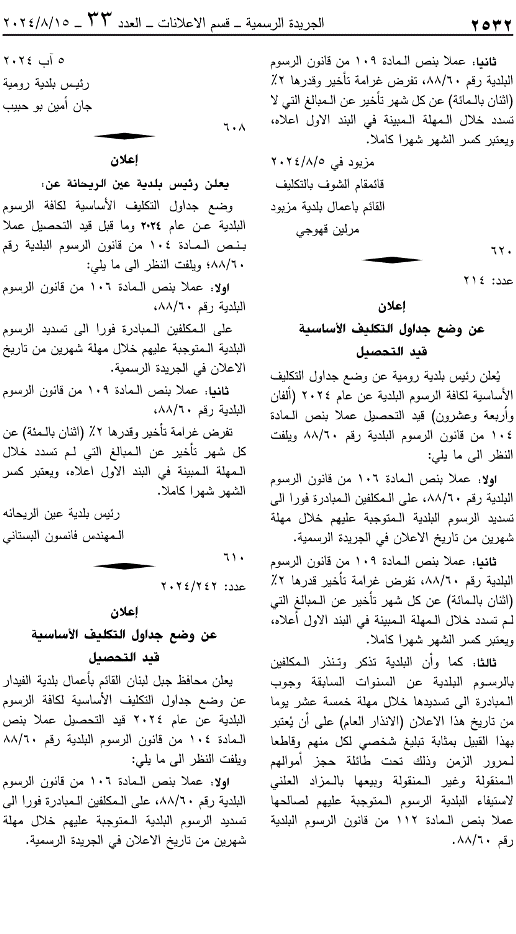 ٢٥٣٢
الجريدة الرسمية ــ قسم الاعلانات ــ العدد ٣٣ ــ ٢٠٢٤/٨/١٥
ثانيا: عملا بنص المادة ١٠٩ من قانون الرسوم
البلدية رقم ٨٨/٦٠، تفرض غرامة تأخير وقدرها ٢٪
(اثنان بالمائة) عن كل شهر تأخير عن المبالغ التي لا
تسدد خلال المهلة المبينة في البند الاول اعلاه،
ويعتبر كسر الشهر شهرا كاملا.
مزبود في ٢٠٢٤/٨/٥
قائمقام الشوف بالتكليف
القائم باعمال بلدية مزبود
مرلين قهوجي
٦٢٠
عدد: ٢١٤
إعلان
عن وضع جداول التكليف الأساسية
قيد التحصيل
يُعلن رئيس بلدية رومية عن وضع جداول التكليف
الأساسية لكافة الرسوم البلدية عن عام ٢٠٢٤ (ألفان
وأربعة وعشرون) قيد التحصيل عملا بنص المادة
١٠٤ من قانون الرسوم البلدية رقم ٨٨/٦٠ ويلفت
النظر الى ما يلي:
اولا: عملا بنص المادة ١٠٦ من قانون الرسوم
البلدية رقم ٨٨/٦٠، على المكلفين المبادرة فورا الى
تسديد الرسوم البلدية المتوجبة عليهم خلال مهلة
شهرين من تاريخ الاعلان في الجريدة الرسمية.
ثانيا: عملا بنص المادة ١٠٩ من قانون الرسوم
البلدية رقم ٨٨/٦٠، تفرض غرامة تأخير وقدرها ٢٪
(اثنان بالمائة) عن كل شهر تأخير عن المبالغ التي
لم تسدد خلال المهلة المبينة في البند الأول أعلاه،
ويعتبر كسر الشهر شهرا كاملا.
ثالثا: كما وأن البلدية تذكر وتنذر المكلفين
بالرسوم البلدية عن السنوات السابقة وجوب
المبادرة الى تسديدها خلال مهلة خمسة عشر يوما
من تاريخ هذا الاعلان (الانذار العام) على أن يُعتبر
بهذا القبيل بمثابة تبليغ شخصي لكل منهم وقاطعا
لمرور الزمن وذلك تحت طائلة حجز أموالهم
المنقولة وغير المنقولة وبيعها بالمزاد العلني
لاستيفاء البلدية الرسوم المتوجبة عليهم لصالحها
عملا بنص المادة ١١٢ من قانون الرسوم البلدية
رقم ٨٨/٦٠.
٥ آب ٢٠٢٤
رئيس بلدية رومية
جان أمين بو حبيب
٦٠٨
إعلان
يعلن رئيس بلدية عين الريحانة عن:
وضع جداول التكليف الأساسية لكافة الرسوم
البلدية عن عام ٢٠٢٤ وما قبل قيد التحصيل عملا
بنص المادة ١٠٤ من قانون الرسوم البلدية رقم
٨٨/٦٠؛ ويلفت النظر الى ما يلي:
اولا: عملا بنص المادة ١٠٦ من قانون الرسوم
البلدية رقم ٨٨/٦٠،
على المكلفين المبادرة فورا الى تسديد الرسوم
البلدية المتوجبة عليهم خلال مهلة شهرين من تاريخ
الاعلان في الجريدة الرسمية.
ثانيا: عملا بنص المادة ١٠٩ من قانون الرسوم
البلدية رقم ٨٨/٦٠،
تفرض غرامة تأخير وقدرها ٢٪ (اثنان بالمئة) عن
كل شهر تأخير عن المبالغ التي لم تسدد خلال
المهلة المبينة في البند الاول اعلاه، ويعتبر كسر
الشهر شهرا كاملا.
رئيس بلدية عين الريحانه
المهندس فانسون البستاني
٦١٠
عدد: ٢٠٢٤/٢٤٢
إعلان
عن وضع جداول التكليف الأساسية
قيد التحصيل
يعلن محافظ جبل لبنان القائم بأعمال بلدية الفيدار
عن وضع جداول التكليف الأساسية لكافة الرسوم
البلدية عن عام ٢٠٢٤ قيد التحصيل عملا بنص
المادة ١٠٤ من قانون الرسوم البلدية رقم ٨٨/٦٠
ويلفت النظر الى ما يلي:
اولا: عملا بنص المادة ١٠٦ من قانون الرسوم
البلدية رقم ٨٨/٦٠، على المكلفين المبادرة فورا الى
تسديد الرسوم البلدية المتوجبة عليهم خلال مهلة
شهرين من تاريخ الاعلان في الجريدة الرسمية.